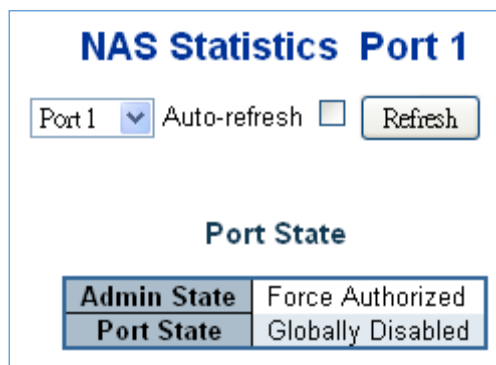 NAS Statistics Port 1
Port 1 Auto-refresh Refresh
Port State
Admin State Force Authorized
Port State Globally Disabled